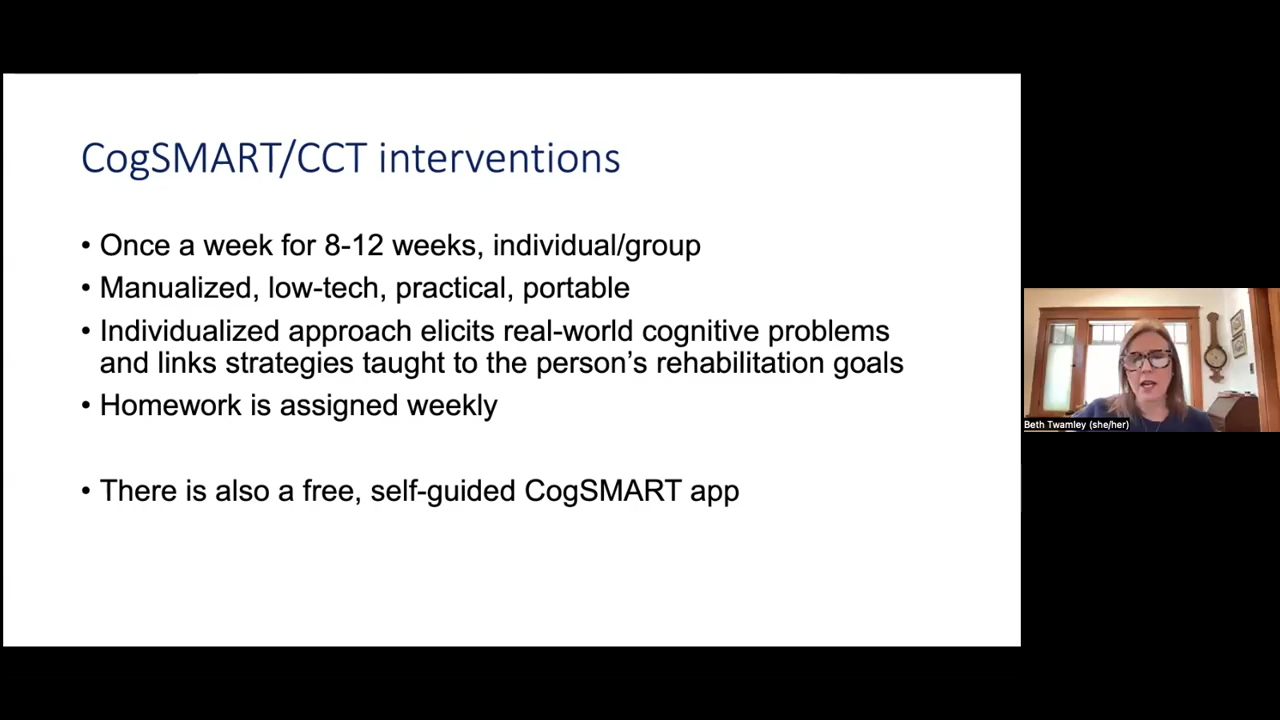 CogSMART/CCT interventions
• Once a week for 8-12 weeks, individual/group
• Manualized, low-tech, practical, portable
• Individualized approach elicits real-world cognitive problems
and links strategies taught to the person’s rehabilitation goals
• Homework is assigned weekly
• There is also a free, self-guided CogSMART app
Beth Twamley (she/her)